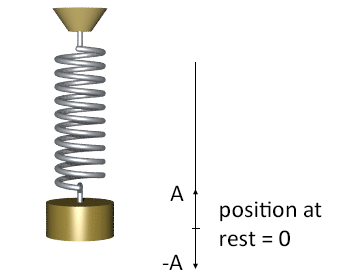 A
position at
rest = 0
-A